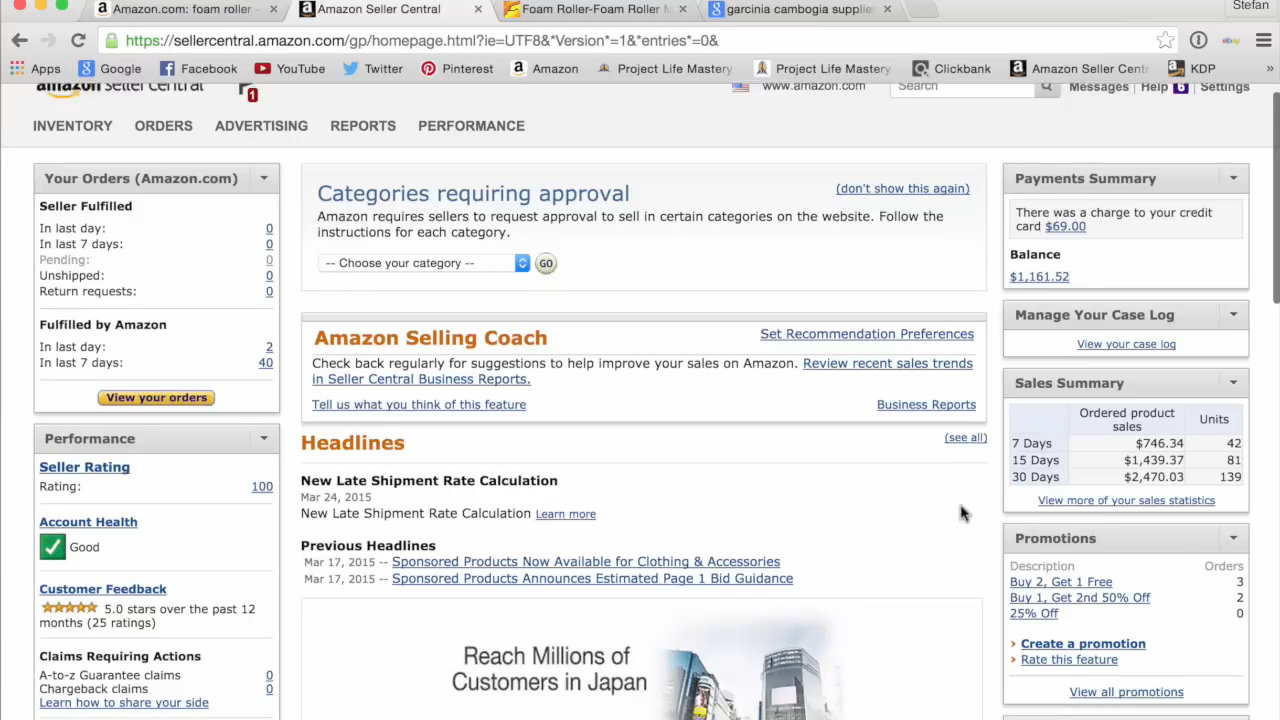 Amazon.com: foam roller -
Amazon Seller Central
Foam Roller-Foam Roller
garcinia cambogia supplie
Stefan
https://sellercentral.amazon.com/gp/homepage.html?ie=UTF8&*Version*=1&*entries*=0&
Apps
Google
Facebook
YouTube
Twitter
Pinterest
Amazon
Project Life Mastery
Project Life Mastery
Clickbank
Amazon Seller Centr
KDP
»
amazon seller central
1
www.amazon.com
Search
Messages | Help 6 | Settings
INVENTORY ORDERS ADVERTISING REPORTS PERFORMANCE
Your Orders (Amazon.com)
Seller Fulfilled
In last day: 0
In last 7 days: 0
Pending: 0
Unshipped: 0
Return requests: 0
Fulfilled by Amazon
In last day: 2
In last 7 days: 40
View your orders
Performance
Seller Rating
Rating: 100
Account Health
Good
Customer Feedback
5.0 stars over the past 12
months (25 ratings)
Claims Requiring Actions
A-to-z Guarantee claims 0
Chargeback claims 0
Learn how to share your side
Categories requiring approval
(don't show this again)
Amazon requires sellers to request approval to sell in certain categories on the website. Follow the
instructions for each category.
-- Choose your category -- GO
Amazon Selling Coach
Set Recommendation Preferences
Check back regularly for suggestions to help improve your sales on Amazon. Review recent sales trends
in Seller Central Business Reports.
Tell us what you think of this feature
Business Reports
Headlines
(see all)
New Late Shipment Rate Calculation
Mar 24, 2015
New Late Shipment Rate Calculation Learn more
Previous Headlines
Mar 17, 2015 -- Sponsored Products Now Available for Clothing & Accessories
Mar 17, 2015 -- Sponsored Products Announces Estimated Page 1 Bid Guidance
Reach Millions of
Customers in Japan
Payments Summary
There was a charge to your credit
card $69.00
Balance
$1,161.52
Manage Your Case Log
View your case log
Sales Summary
Ordered product
sales
Units
7 Days $746.34 42
15 Days $1,439.37 81
30 Days $2,470.03 139
View more of your sales statistics
Promotions
Description Orders
Buy 2, Get 1 Free 3
Buy 1, Get 2nd 50% Off 2
25% Off 0
Create a promotion
Rate this feature
View all promotions